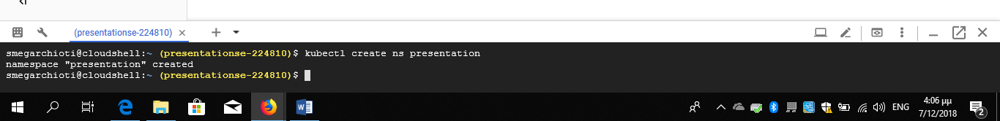 (presentationse-224810)
smegarchioti@cloudshell:~ (presentationse-224810)$ kubectl create ns presentation
namespace "presentation" created
smegarchioti@cloudshell:~ (presentationse-224810)$
ENG
4:06 μμ
7/12/2018
2